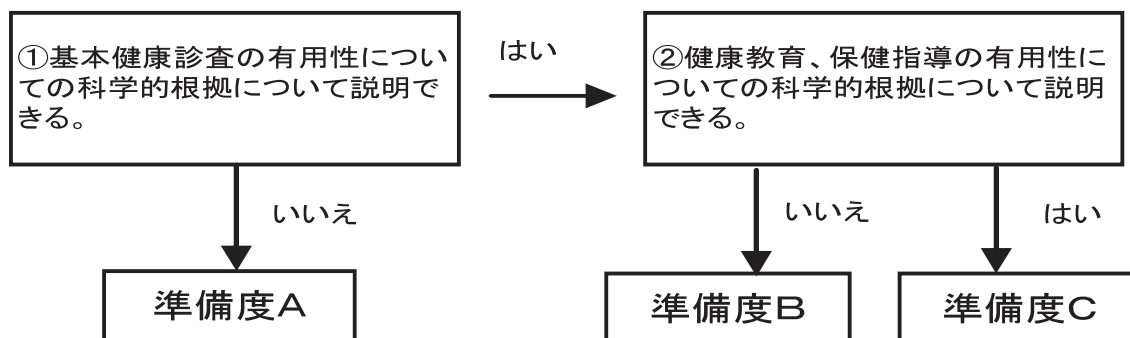 ①基本健康診査の有用性につい
ての科学的根拠について説明で
きる。
はい
②健康教育、保健指導の有用性に
ついての科学的根拠について説明
できる。
いいえ
いいえ
はい
準備度A
準備度B
準備度C